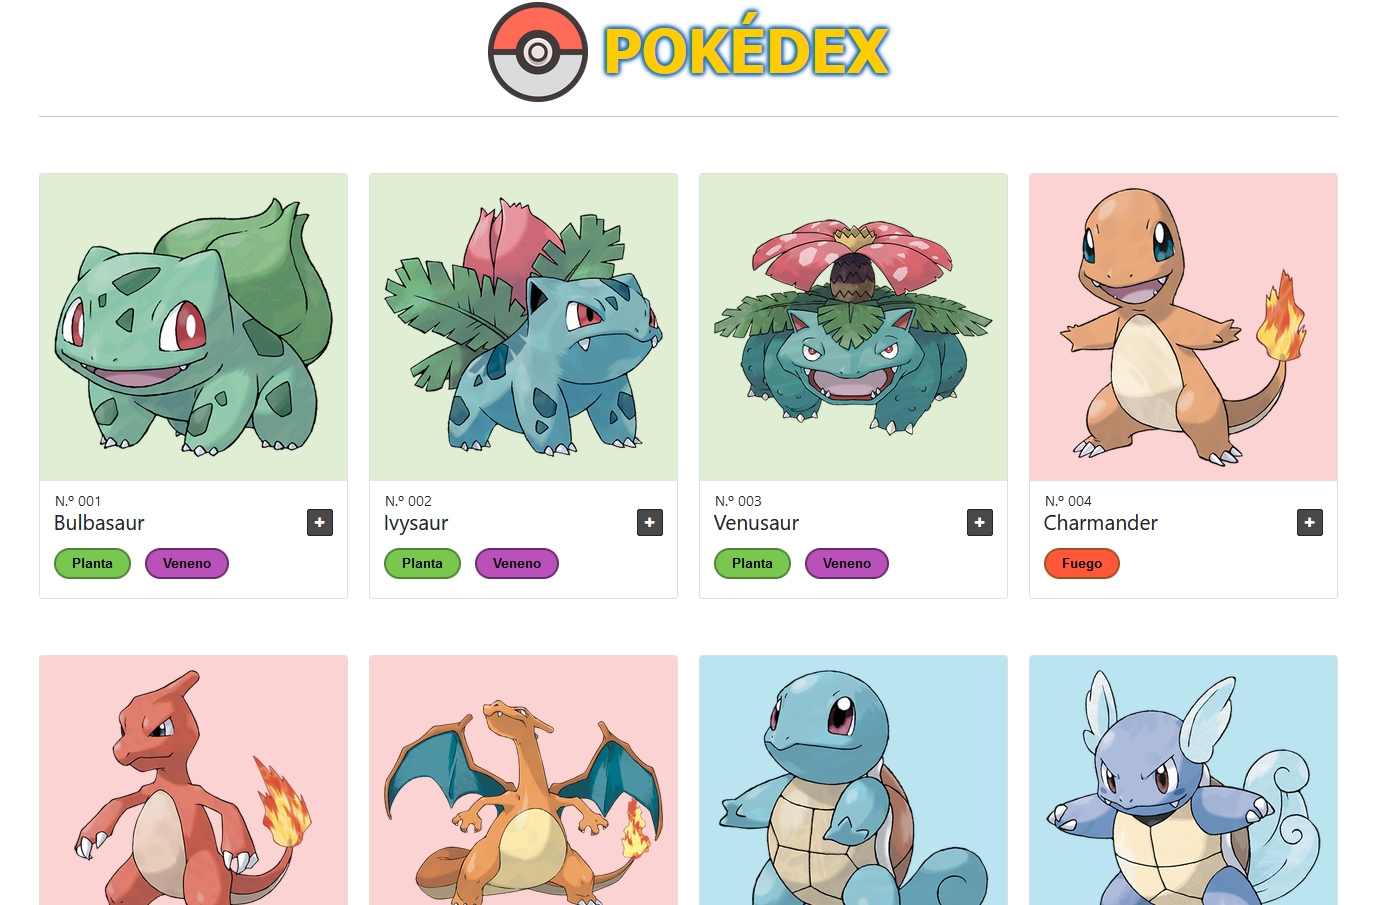 POKÉDEX
N.º 001
Bulbasaur
Planta Veneno
N.º 002
Ivysaur
Planta Veneno
N.º 003
Venusaur
Planta Veneno
N.º 004
Charmander
Fuego